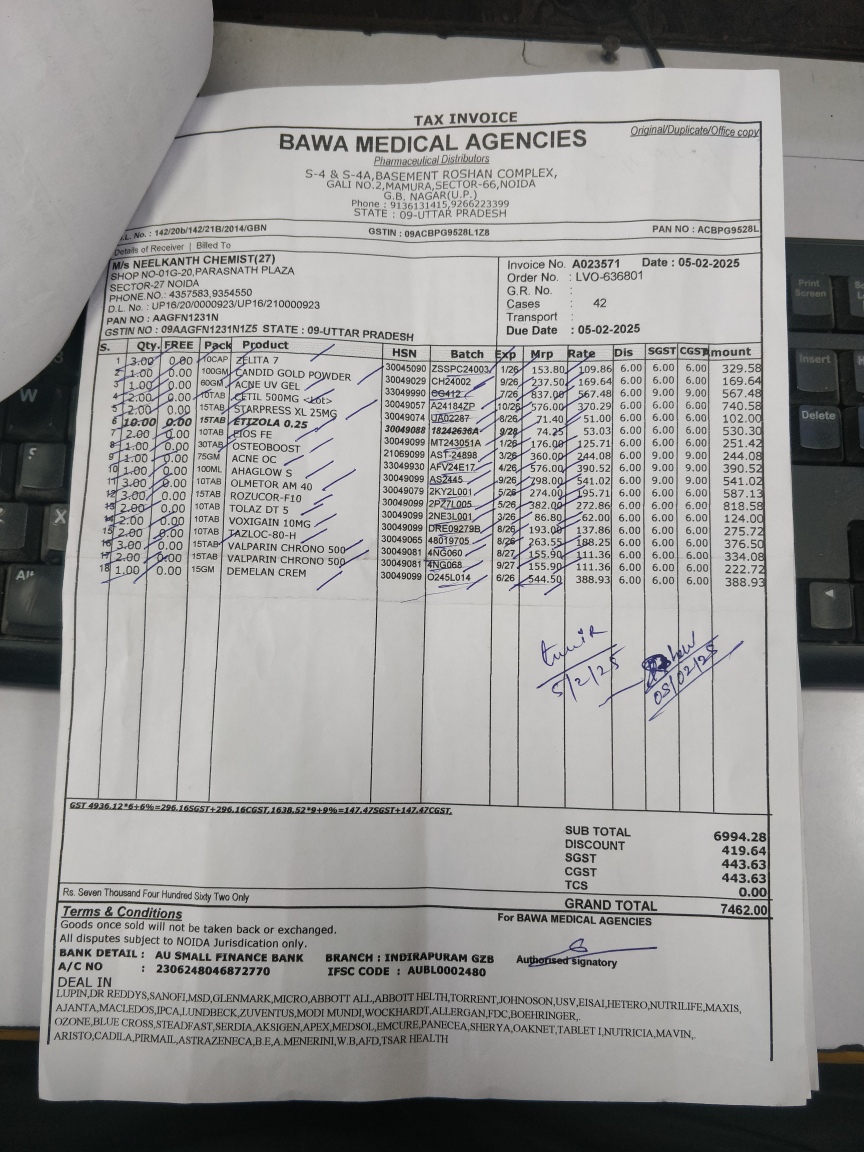 TAX INVOICE
Original/Duplicate/Office copy
BAWA MEDICAL AGENCIES
Pharmaceutical Distributors
S-4 & S-4A,BASEMENT ROSHAN COMPLEX,
GALI NO.2,MAMURA,SECTOR-66,NOIDA
G.B. NAGAR(U.P.)
Phone : 9136131415,9266223399
STATE : 09-UTTAR PRADESH
D.L. No. : 142/20b/142/21B/2014/GBN GSTIN : 09ACBPG9528L1Z8 PAN NO : ACBPG9528L
Details of Receiver | Billed To
M/s NEELKANTH CHEMIST(27)
SHOP NO-01G-20,PARASNATH PLAZA
SECTOR-27 NOIDA
PHONE.NO.: 4357583,9354550
D.L. No.: UP16/20/0000923/UP16/210000923
PAN NO : AAGFN1231N
GSTIN NO : 09AAGFN1231N1Z5 STATE : 09-UTTAR PRADESH
Invoice No. A023571 Date : 05-02-2025
Order No. : LVO-636801
G.R. No. :
Cases : 42
Transport :
Due Date : 05-02-2025
S. Qty. FREE Pack Product HSN Batch Exp Mrp Rate Dis SGST CGST Amount
1 3.00 0.00 10CAP ZELITA 7 30045090 ZSSPC24003 1/26 153.80 109.86 6.00 6.00 6.00 329.58
2 1.00 0.00 100GM CANDID GOLD POWDER 30049029 CH24002 9/26 237.50 169.64 6.00 6.00 6.00 169.64
3 1.00 0.00 60GM ACNE UV GEL 33049990 CG412 7/26 837.00 567.48 6.00 9.00 9.00 567.48
4 2.00 0.00 10TAB CETIL 500MG <Lot> 30049057 A24184ZP 10/26 576.00 370.29 6.00 6.00 6.00 740.58
5 2.00 0.00 15TAB STARPRESS XL 25MG 30049074 UA02287 8/26 71.40 51.00 6.00 6.00 6.00 102.00
6 10.00 0.00 15TAB ETIZOLA 0.25 30049088 18242636A 9/28 74.25 53.03 6.00 6.00 6.00 530.30
7 2.00 0.00 10TAB FIOS FE 30049099 MT243051A 1/26 176.00 125.71 6.00 6.00 6.00 251.42
8 1.00 0.00 30TAB OSTEOBOOST 21069099 AST-24898 3/26 360.00 244.08 6.00 9.00 9.00 244.08
9 1.00 0.00 75GM ACNE OC 33049930 AFV24E17 4/26 576.00 390.52 6.00 9.00 9.00 390.52
10 1.00 0.00 100ML AHAGLOW S 30049099 AS2445 9/26 798.00 541.02 6.00 9.00 9.00 541.02
11 3.00 0.00 10TAB OLMETOR AM 40 30049079 2KY2L001 5/26 274.00 195.71 6.00 6.00 6.00 587.13
12 3.00 0.00 15TAB ROZUCOR-F10 30049099 2PZ7L005 5/26 382.00 272.86 6.00 6.00 6.00 818.58
13 2.00 0.00 10TAB TOLAZ DT 5 30049099 2NE3L001 3/26 86.80 62.00 6.00 6.00 6.00 124.00
14 2.00 0.00 10TAB VOXIGAIN 10MG 30049099 DRE09279B 8/26 193.00 137.86 6.00 6.00 6.00 275.72
15 2.00 0.00 10TAB TAZLOC-80-H 30049065 48019705 8/26 263.55 188.25 6.00 6.00 6.00 376.50
16 3.00 0.00 15TAB VALPARIN CHRONO 500 30049081 4NG060 8/27 155.90 111.36 6.00 6.00 6.00 334.08
17 2.00 0.00 15TAB VALPARIN CHRONO 500 30049081 4NG068 9/27 155.90 111.36 6.00 6.00 6.00 222.72
18 1.00 0.00 15GM DEMELAN CREM 30049099 O245L014 6/26 544.50 388.93 6.00 6.00 6.00 388.93
5/2/25
05/02/25
GST 4936.12*6+6%=296.16SGST+296.16CGST,1638.52*9+9%=147.47SGST+147.47CGST,
SUB TOTAL 6994.28
DISCOUNT 419.64
SGST 443.63
CGST 443.63
TCS 0.00
Rs. Seven Thousand Four Hundred Sixty Two Only
GRAND TOTAL 7462.00
Terms & Conditions
For BAWA MEDICAL AGENCIES
Goods once sold will not be taken back or exchanged.
All disputes subject to NOIDA Jurisdication only.
BANK DETAIL : AU SMALL FINANCE BANK BRANCH : INDIRAPURAM GZB
Authorised signatory
A/C NO : 2306248046872770 IFSC CODE : AUBL0002480
DEAL IN
LUPIN,DR REDDYS,SANOFI,MSD,GLENMARK,MICRO,ABBOTT ALL,ABBOTT HELTH,TORRENT,JOHNOSON,USV,EISAI,HETERO,NUTRILIFE,MAXIS,
AJANTA,MACLEDOS,IPCA,LUNDBECK,ZUVENTUS,MODI MUNDI,WOCKHARDT,ALLERGAN,FDC,BOEHRINGER,.
OZONE,BLUE CROSS,STEADFAST,SERDIA,AKSIGEN,APEX,MEDSOL,EMCURE,PANECEA,SHERYA,OAKNET,TABLET I,NUTRICIA,MAVIN,.
ARISTO,CADILA,PIRMAIL,ASTRAZENECA,B.E,A.MENERINI,W.B,AFD,TSAR HEALTH
Print Screen
Insert
Delete
W
S
Z
X
Alt